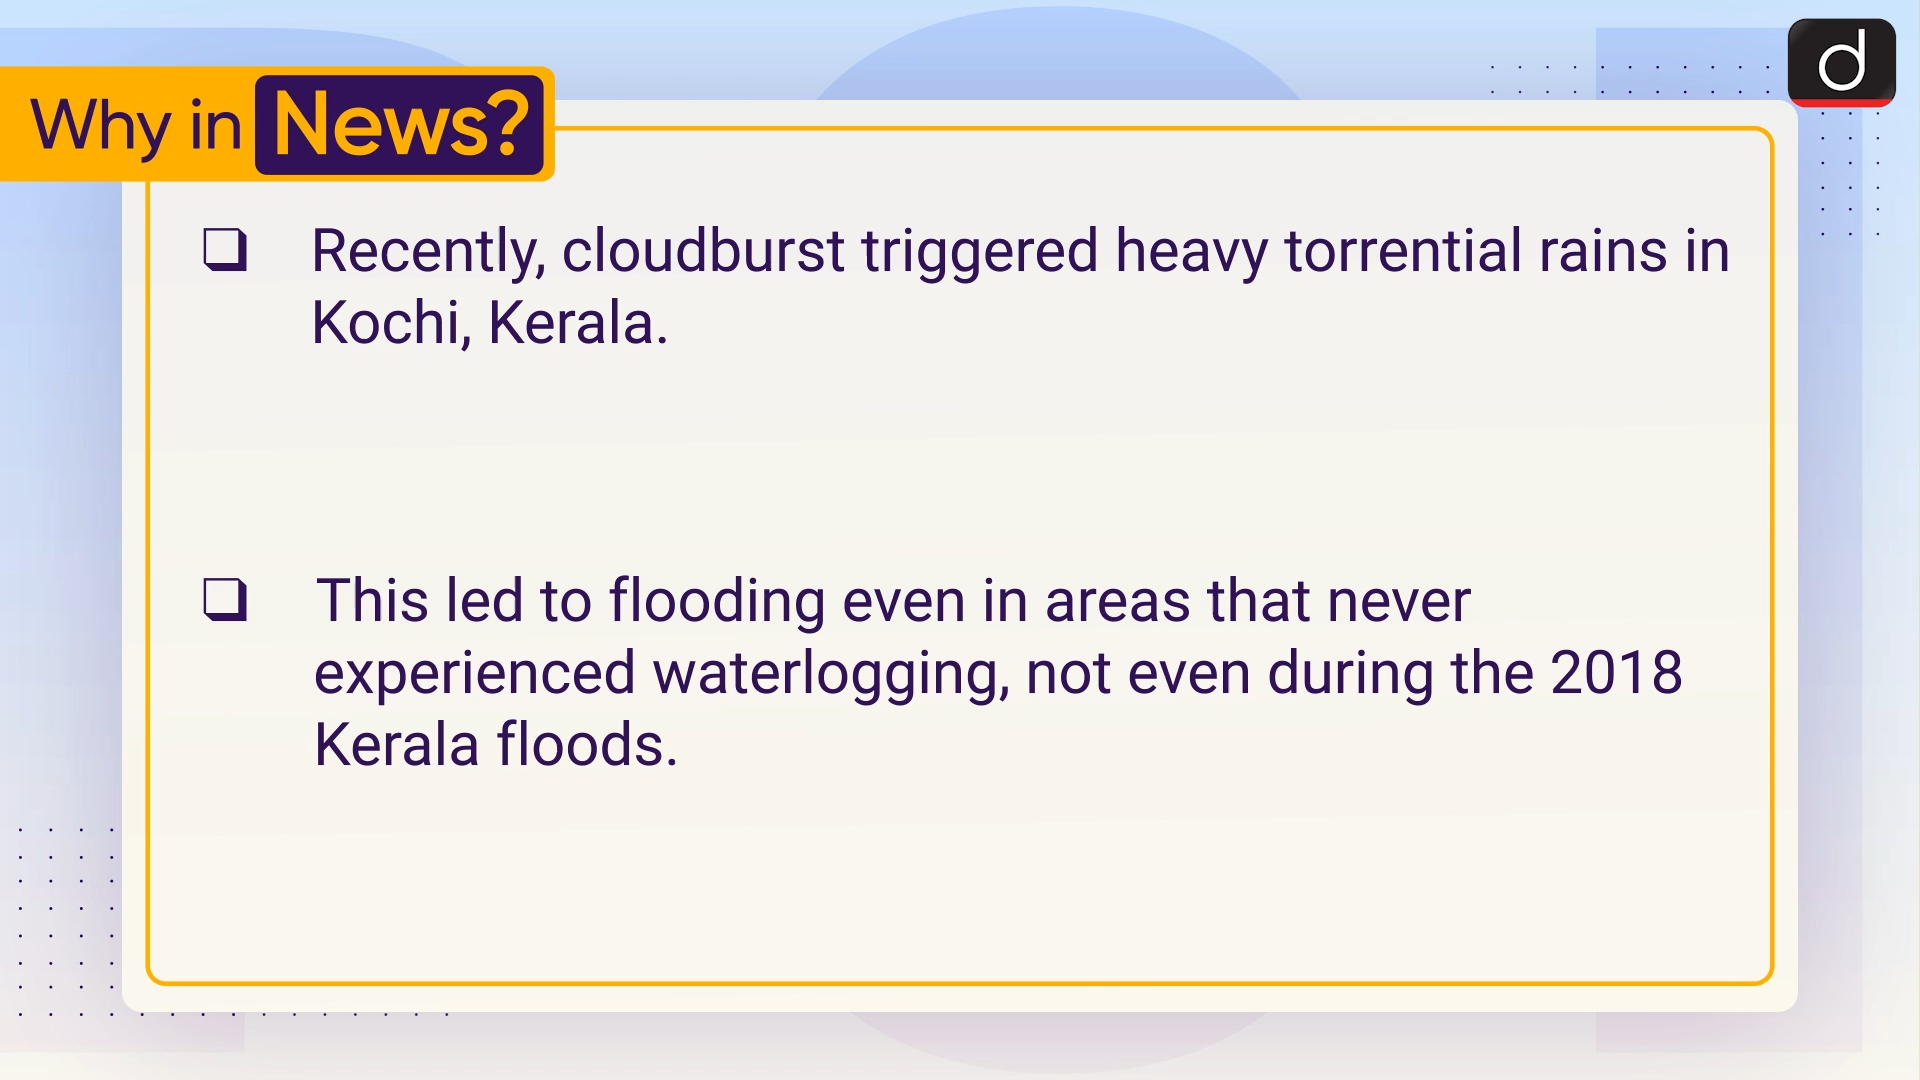 Why in News?
❑ Recently, cloudburst triggered heavy torrential rains in
Kochi, Kerala.
❑ This led to flooding even in areas that never
experienced waterlogging, not even during the 2018
Kerala floods.
d